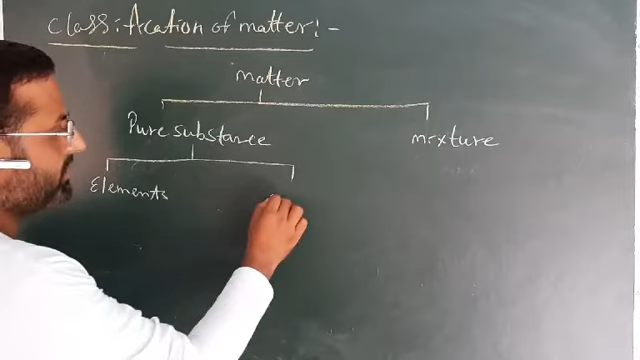 Classification of matter:-
matter
Pure substance mixture
Elements